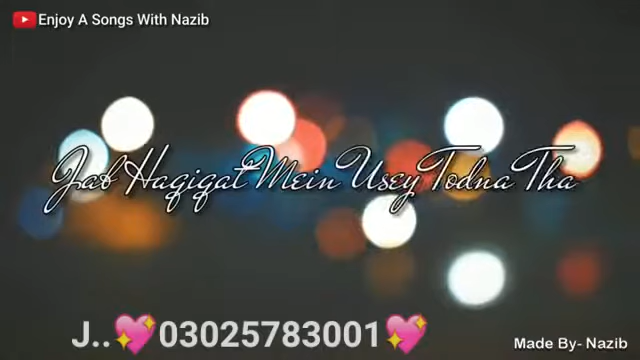 Enjoy A Songs With Nazib
Jab Haqiqat Mein Usey Todna Tha
J..💖03025783001💖
Made By- Nazib